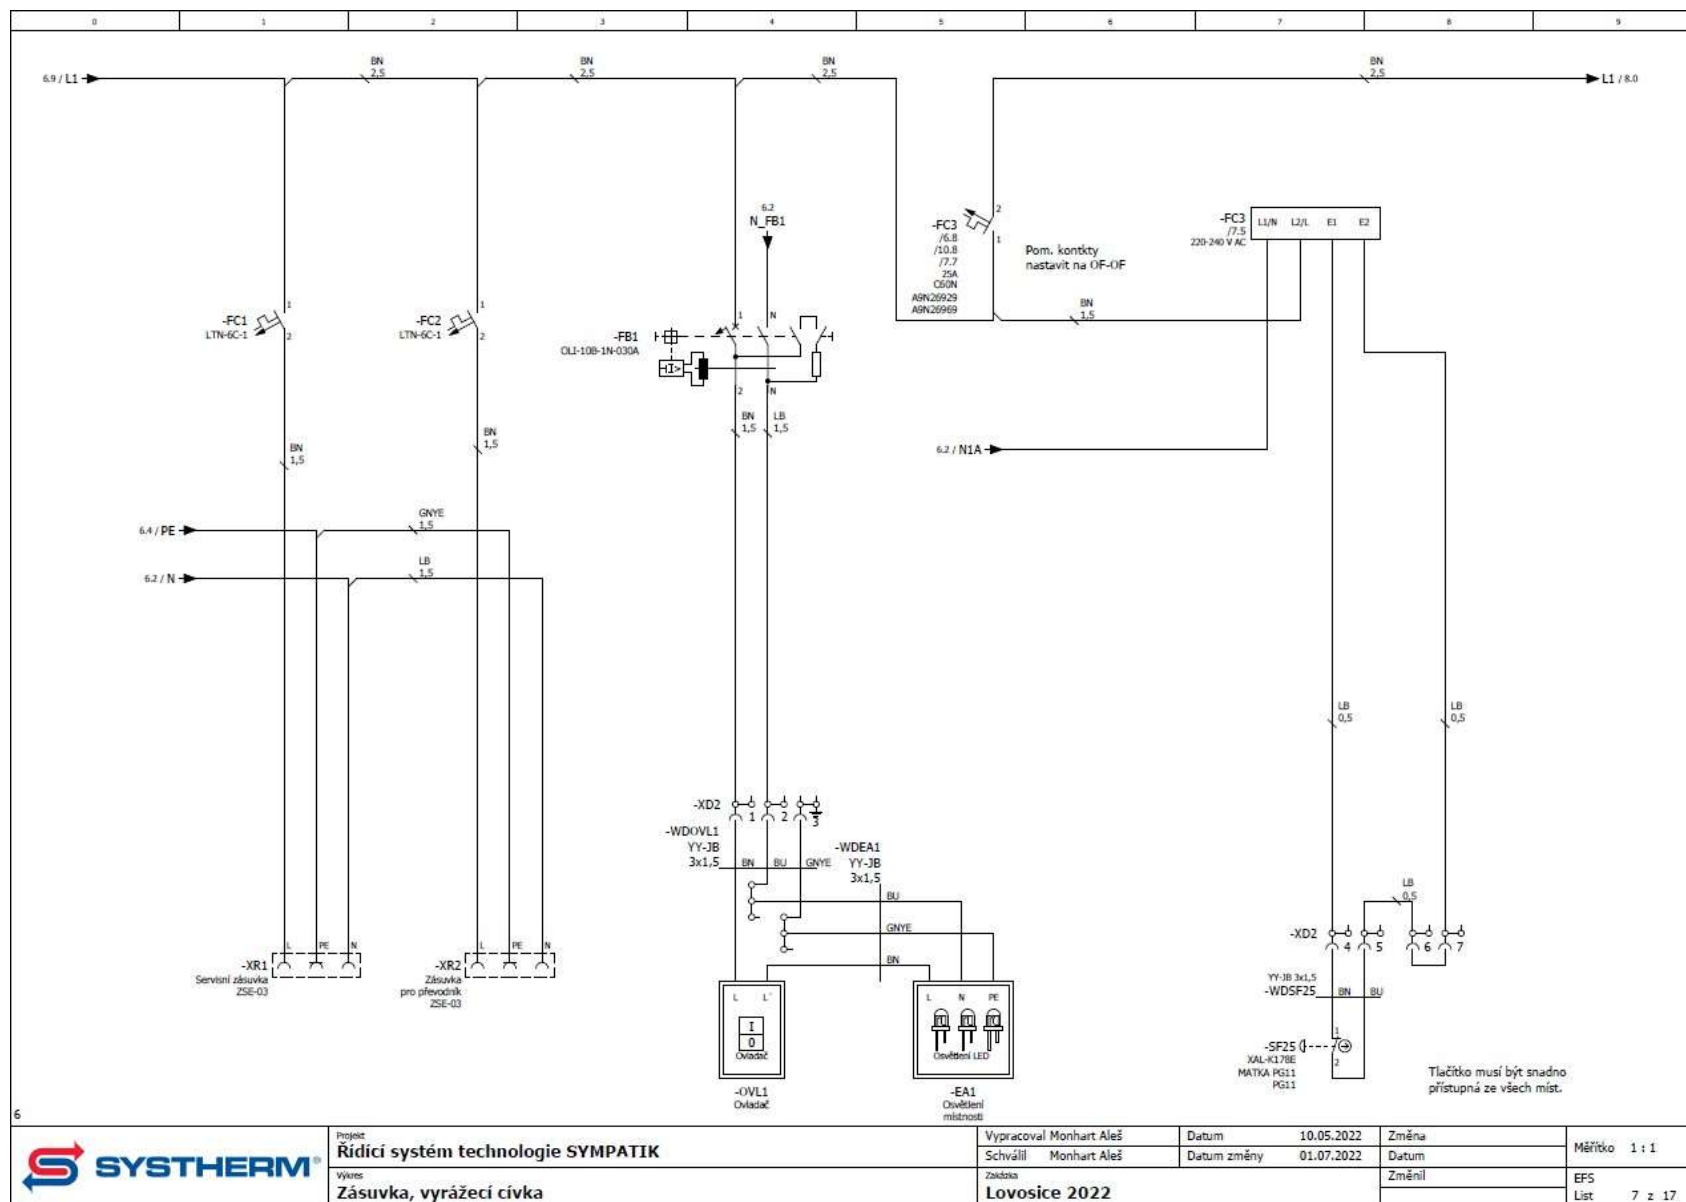 0 1 2 3 4 5 6 7 8 9
BN
2,5
BN
2,5
BN
2,5
BN
2,5
6.9 / L1
L1 / 8.0
6.2
N_FB1
-FC3
/6.8
/10.8
/7.7
25A
C60N
A9N26929
A9N26969
2
1
Pom. kontkty
nastavit na OF-OF
-FC3
/7.5
220-240 V AC
L1/N L2/L E1 E2
BN
1,5
-FC1
LTN-6C-1
1
2
-FC2
LTN-6C-1
1
2
-FB1
OLI-10B-1N-030A
1 N
I>
2 N
BN
1,5
LB
1,5
BN
1,5
BN
1,5
6.2 / N1A
6.4 / PE
GNYE
1,5
6.2 / N
LB
1,5
LB
0,5
LB
0,5
-XD2
1 2 3
-WDOVL1
YY-JB
3x1,5
BN BU GNYE
-WDEA1
YY-JB
3x1,5
BU
GNYE
BN
LB
0,5
-XD2
4 5 6 7
L PE N
-XR1
Servisní zásuvka
ZSE-03
L PE N
-XR2
Zásuvka
pro převodník
ZSE-03
L L'
I
0
Ovladač
-OVL1
Ovladač
L N PE
Osvětlení LED
-EA1
Osvětlení
místnosti
YY-JB 3x1,5
-WDSF25
BN BU
-SF25
XAL-K178E
MATKA PG11
PG11
1
2
Tlačítko musí být snadno
přístupná ze všech míst.
6
SYSTHERM®
Projekt
Řídící systém technologie SYMPATIK
Výkres
Zásuvka, vyrážecí cívka
Vypracoval Monhart Aleš
Schválil Monhart Aleš
Datum 10.05.2022
Datum změny 01.07.2022
Zakázka
Lovosice 2022
Změna
Datum
Změnil
Měřítko 1 : 1
EFS
List 7 z 17